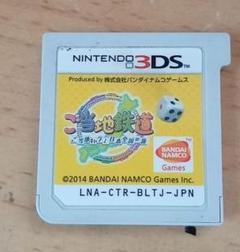 NINTENDO 3DS
Produced by 株式会社バンダイナムコゲームス
ご当地鉄道
BANDAI
NAMCO
Games
©2014 BANDAI NAMCO Games Inc.
LNA-CTR-BLTJ-JPN